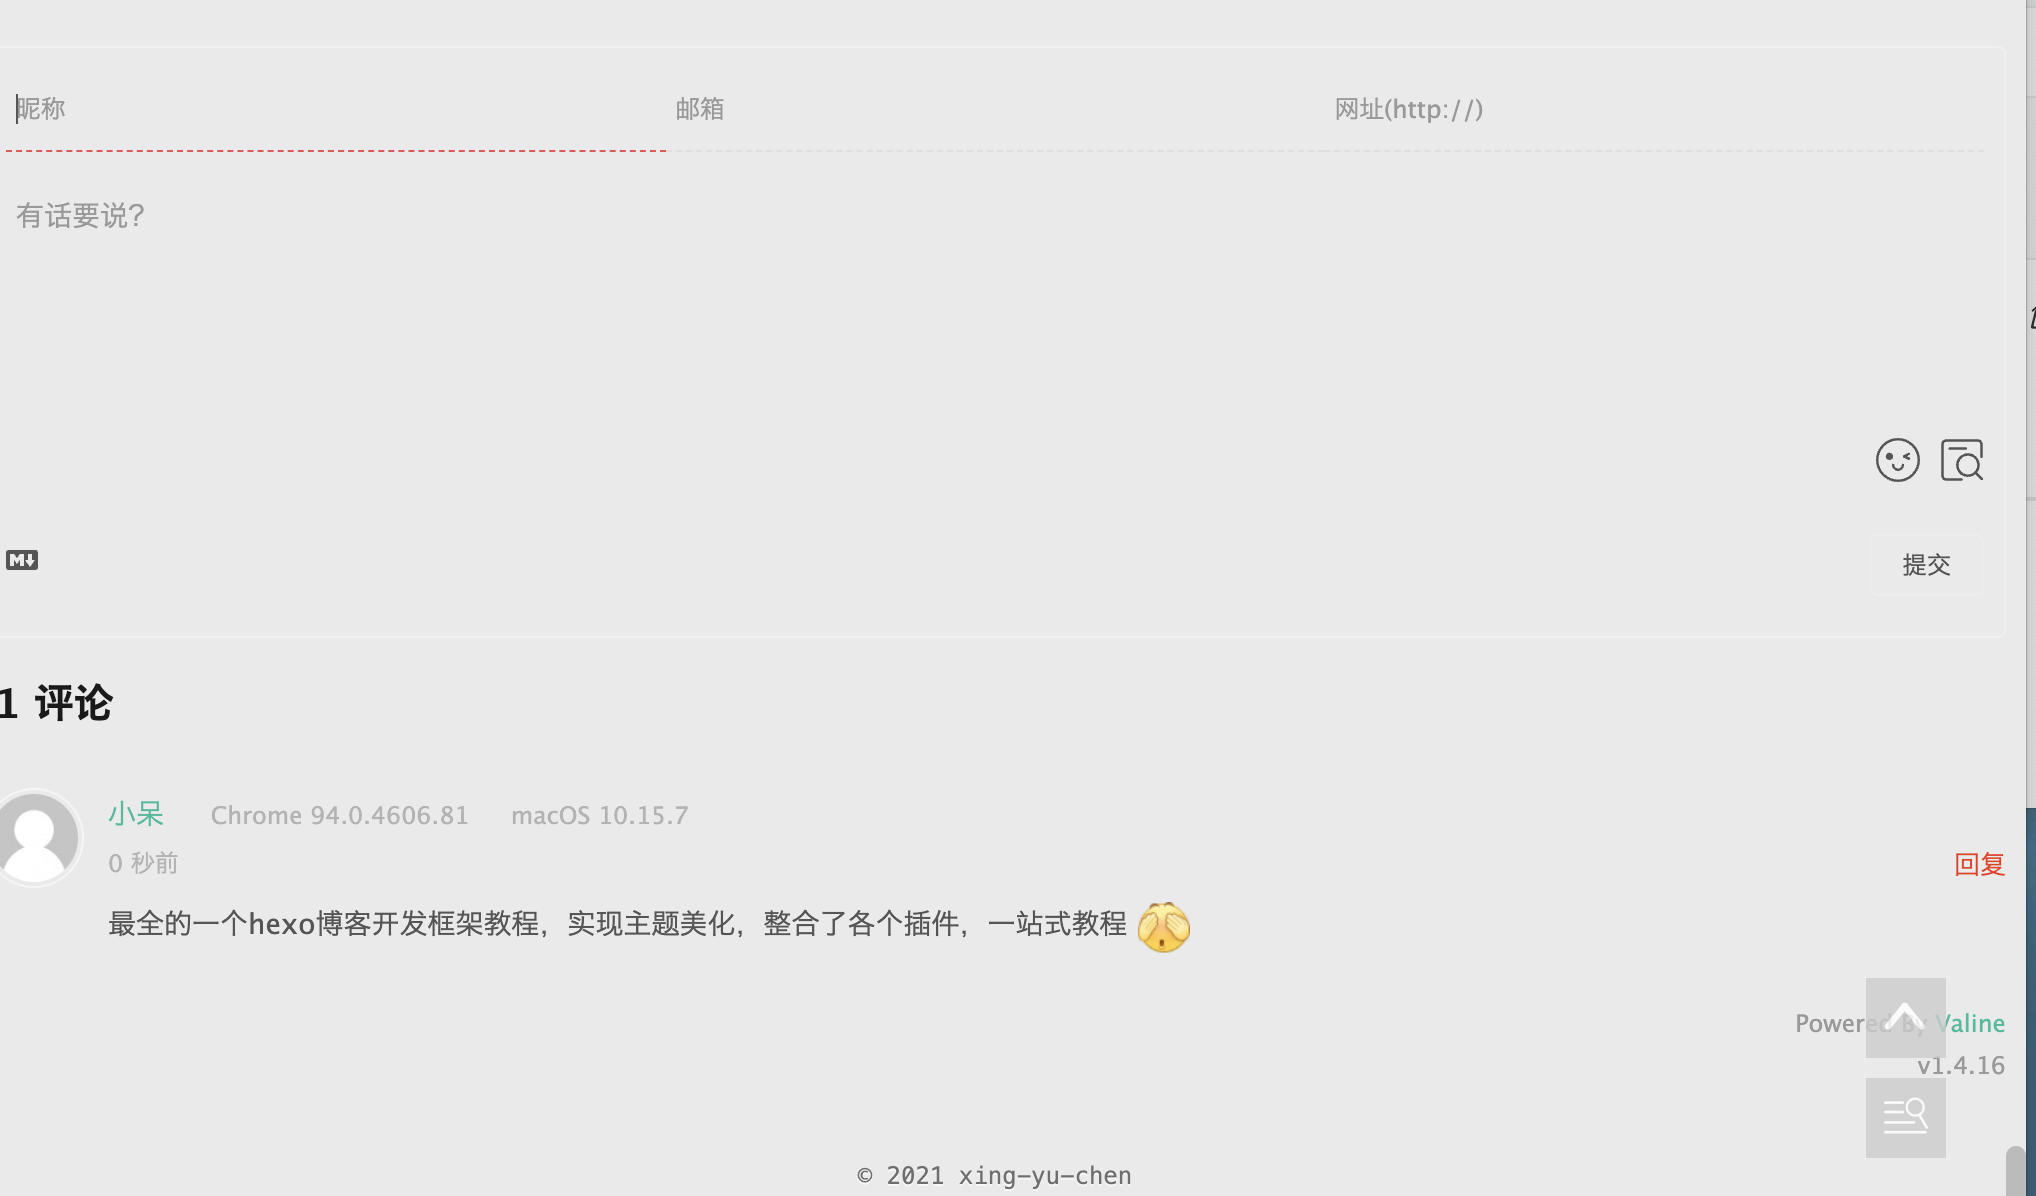 昵称 邮箱 网址(http://)
有话要说?
M↓
提交
1 评论
小呆 Chrome 94.0.4606.81 macOS 10.15.7
0 秒前
回复
最全的一个hexo博客开发框架教程，实现主题美化，整合了各个插件，一站式教程
Powered By Valine
v1.4.16
© 2021 xing-yu-chen